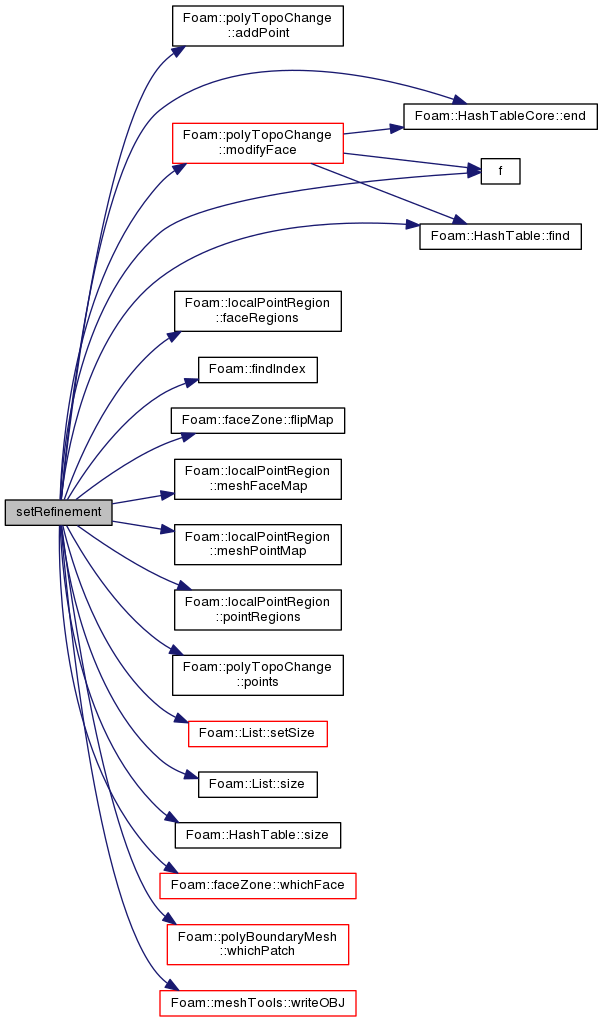 Foam::polyTopoChange
::addPoint
Foam::HashTableCore::end
Foam::polyTopoChange
::modifyFace
f
Foam::HashTable::find
Foam::localPointRegion
::faceRegions
Foam::findIndex
Foam::faceZone::flipMap
Foam::localPointRegion
::meshFaceMap
setRefinement
Foam::localPointRegion
::meshPointMap
Foam::localPointRegion
::pointRegions
Foam::polyTopoChange
::points
Foam::List::setSize
Foam::List::size
Foam::HashTable::size
Foam::faceZone::whichFace
Foam::polyBoundaryMesh
::whichPatch
Foam::meshTools::writeOBJ